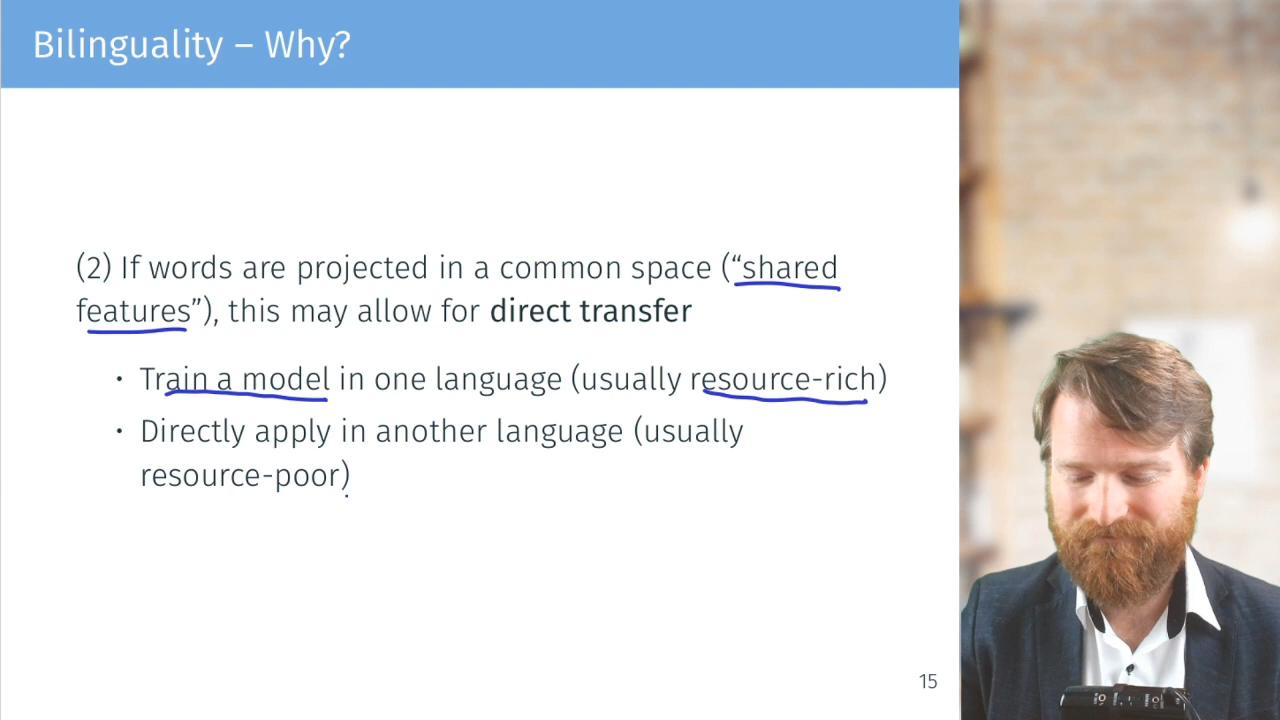 Bilinguality – Why?
(2) If words are projected in a common space (“shared
features”), this may allow for direct transfer
• Train a model in one language (usually resource-rich)
• Directly apply in another language (usually
resource-poor)
15